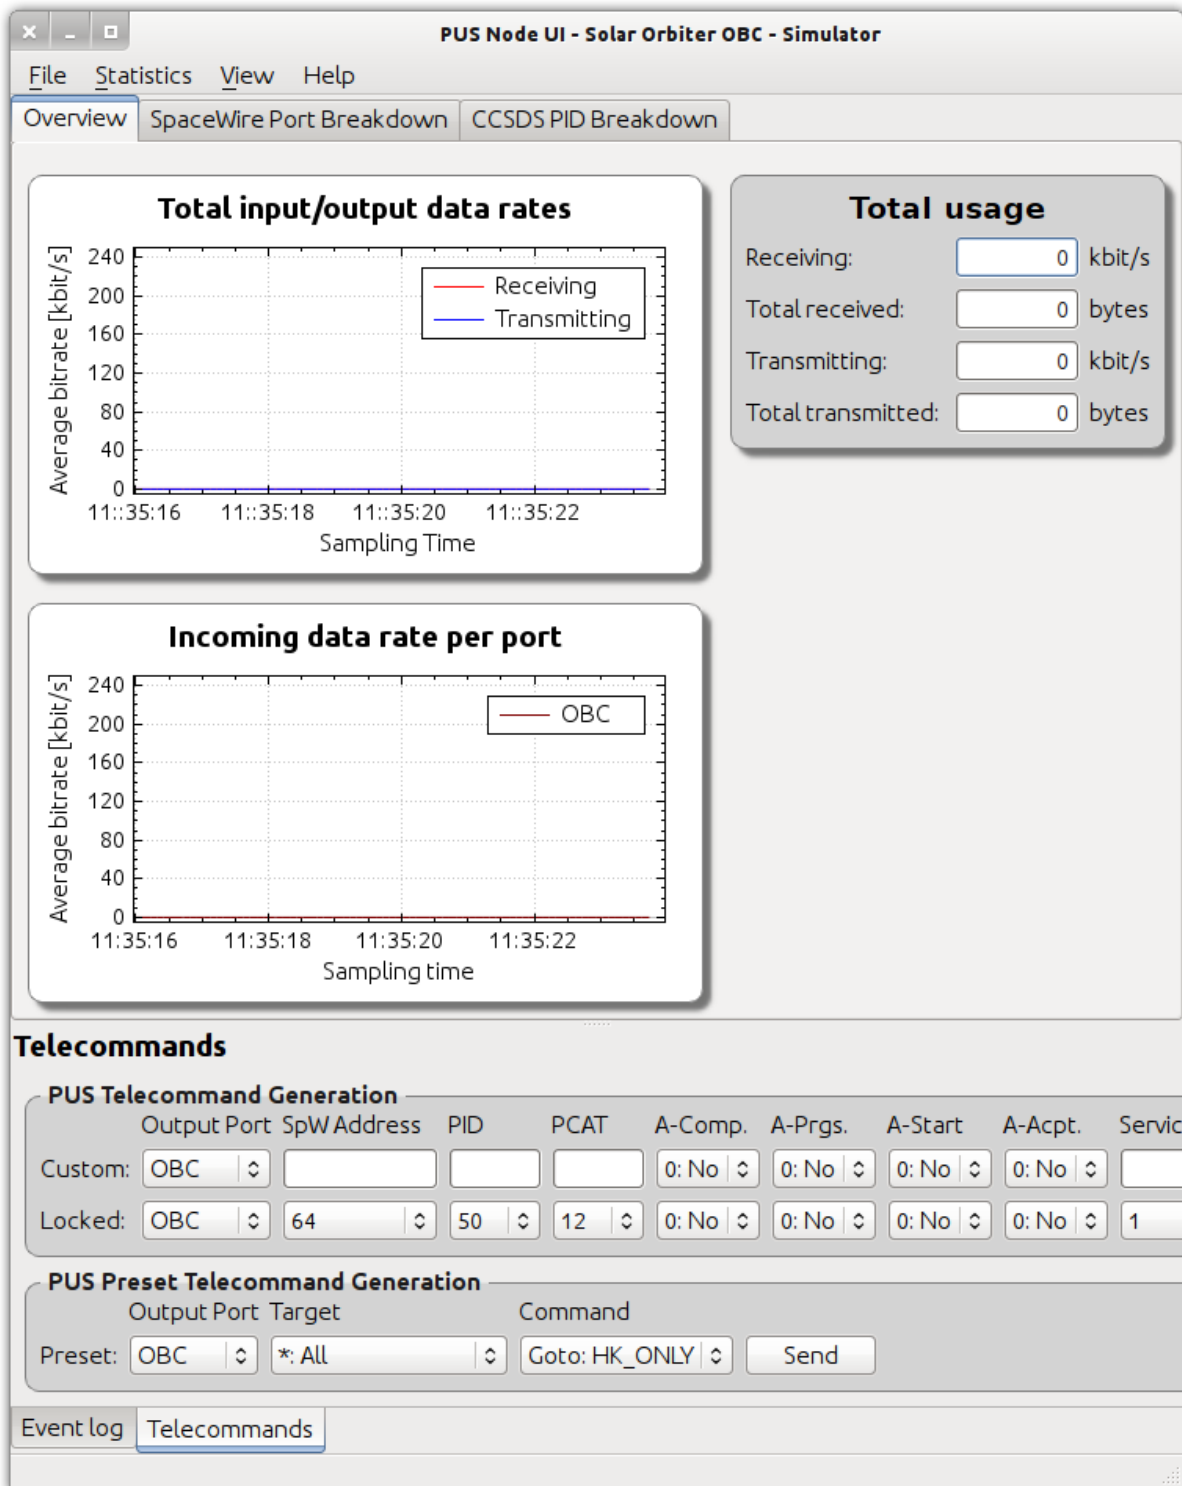 PUS Node UI - Solar Orbiter OBC - Simulator
File Statistics View Help
Overview SpaceWire Port Breakdown CCSDS PID Breakdown
Total input/output data rates
Average bitrate [kbit/s]
240
200
160
120
80
40
0
Receiving
Transmitting
11::35:16 11::35:18 11::35:20 11::35:22
Sampling Time
Total usage
Receiving: 0 kbit/s
Total received: 0 bytes
Transmitting: 0 kbit/s
Total transmitted: 0 bytes
Incoming data rate per port
Average bitrate [kbit/s]
240
200
160
120
80
40
0
OBC
11:35:16 11:35:18 11:35:20 11:35:22
Sampling time
Telecommands
PUS Telecommand Generation
Output Port SpW Address PID PCAT A-Comp. A-Prgs. A-Start A-Acpt. Servic
Custom: OBC 0: No 0: No 0: No 0: No
Locked: OBC 64 50 12 0: No 0: No 0: No 0: No 1
PUS Preset Telecommand Generation
Output Port Target Command
Preset: OBC *: All Goto: HK_ONLY Send
Event log Telecommands